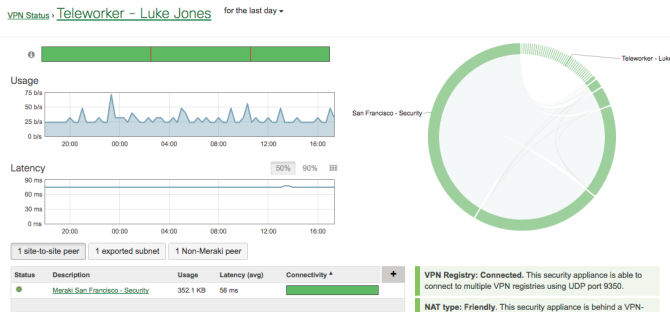 VPN Status › Teleworker - Luke Jones
for the last day
Teleworker - Luke
San Francisco - Security
Usage
75 b/s
50 b/s
25 b/s
0 b/s
20:00 00:00 04:00 08:00 12:00 16:00
Latency
50% 90%
90 ms
60 ms
30 ms
0 ms
20:00 00:00 04:00 08:00 12:00 16:00
1 site-to-site peer 1 exported subnet 1 Non-Meraki peer
Status Description Usage Latency (avg) Connectivity +
Meraki San Francisco - Security 352.1 KB 56 ms
VPN Registry: Connected. This security appliance is able to
connect to multiple VPN registries using UDP port 9350.
NAT type: Friendly. This security appliance is behind a VPN-